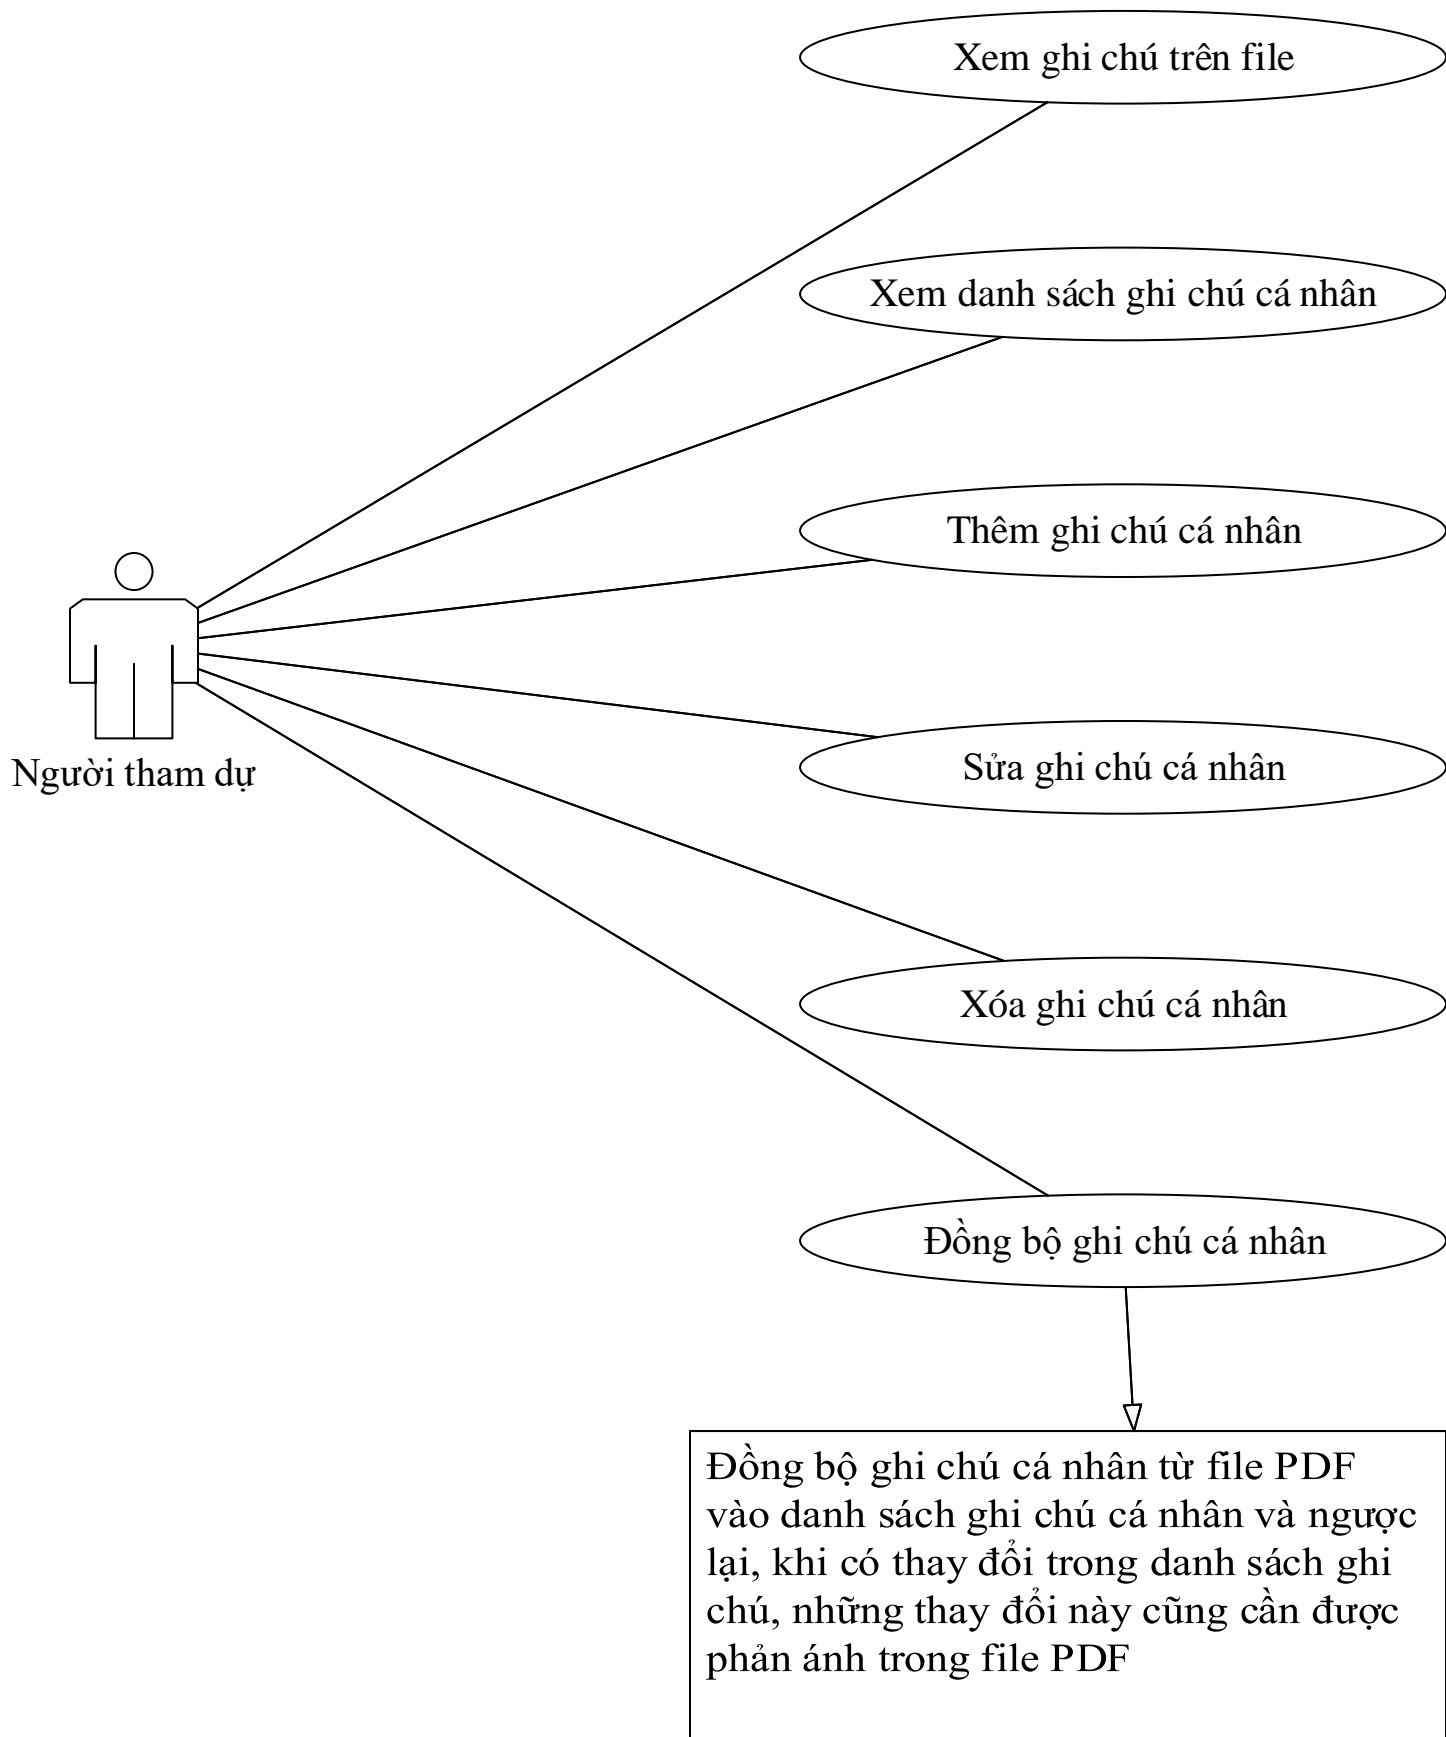 Xem ghi chú trên file
Xem danh sách ghi chú cá nhân
Thêm ghi chú cá nhân
Người tham dự
Sửa ghi chú cá nhân
Xóa ghi chú cá nhân
Đồng bộ ghi chú cá nhân
Đồng bộ ghi chú cá nhân từ file PDF
vào danh sách ghi chú cá nhân và ngược
lại, khi có thay đổi trong danh sách ghi
chú, những thay đổi này cũng cần được
phản ánh trong file PDF